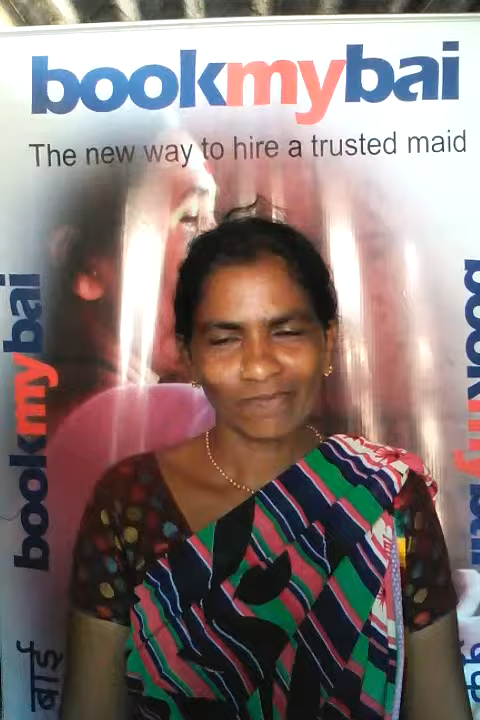 bookmybai
The new way to hire a trusted maid
bookmybai
bookmybai
बाई